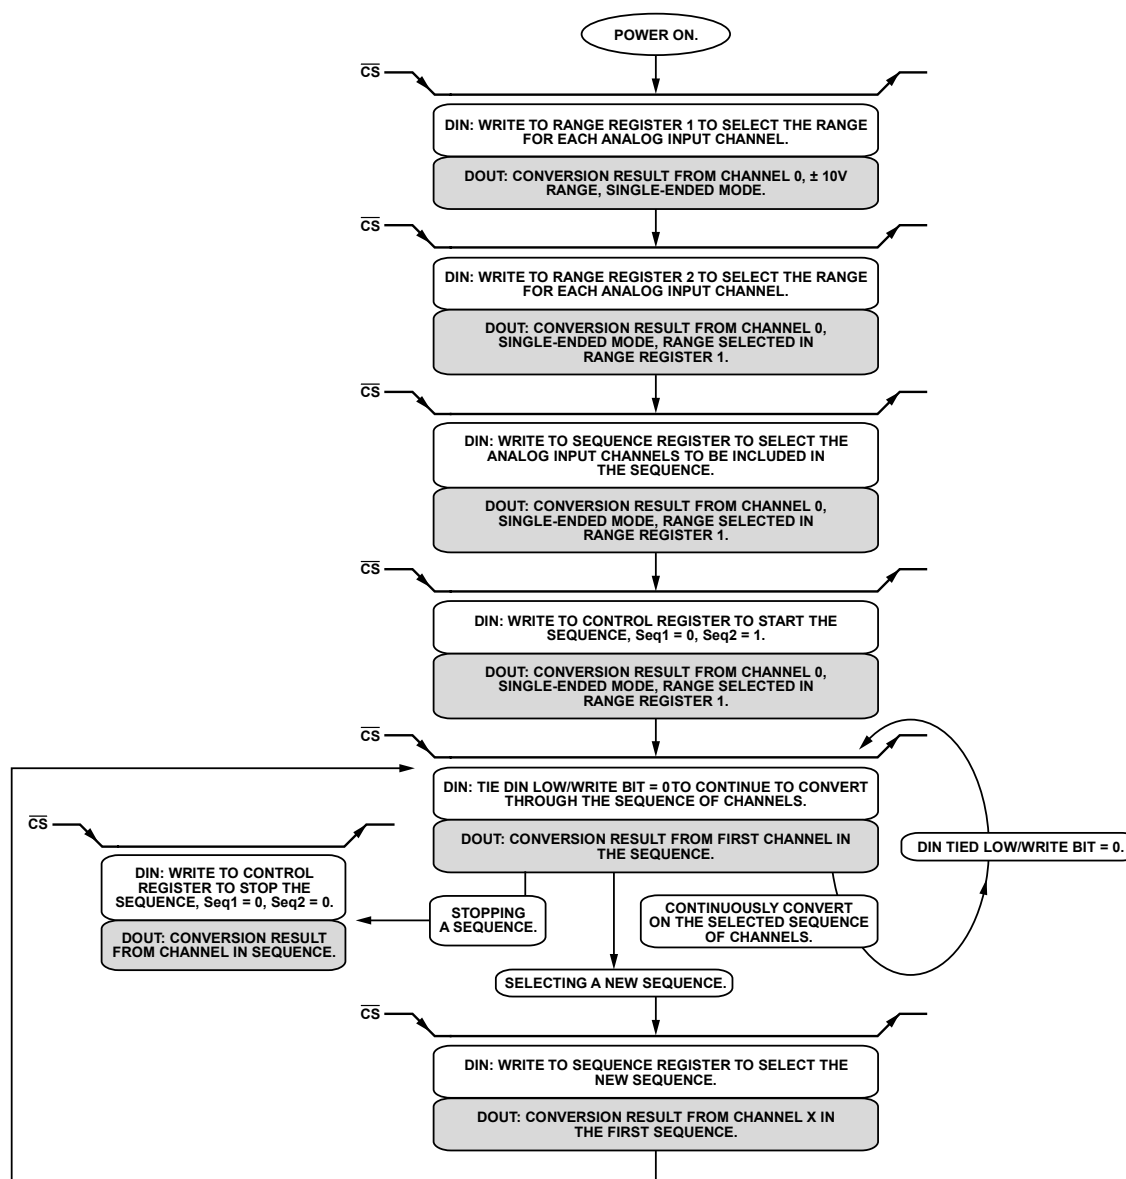 POWER ON.
CS
DIN: WRITE TO RANGE REGISTER 1 TO SELECT THE RANGE
FOR EACH ANALOG INPUT CHANNEL.
DOUT: CONVERSION RESULT FROM CHANNEL 0, ± 10V
RANGE, SINGLE-ENDED MODE.
CS
DIN: WRITE TO RANGE REGISTER 2 TO SELECT THE RANGE
FOR EACH ANALOG INPUT CHANNEL.
DOUT: CONVERSION RESULT FROM CHANNEL 0,
SINGLE-ENDED MODE, RANGE SELECTED IN
RANGE REGISTER 1.
CS
DIN: WRITE TO SEQUENCE REGISTER TO SELECT THE
ANALOG INPUT CHANNELS TO BE INCLUDED IN
THE SEQUENCE.
DOUT: CONVERSION RESULT FROM CHANNEL 0,
SINGLE-ENDED MODE, RANGE SELECTED IN
RANGE REGISTER 1.
CS
DIN: WRITE TO CONTROL REGISTER TO START THE
SEQUENCE, Seq1 = 0, Seq2 = 1.
DOUT: CONVERSION RESULT FROM CHANNEL 0,
SINGLE-ENDED MODE, RANGE SELECTED IN
RANGE REGISTER 1.
CS
DIN: TIE DIN LOW/WRITE BIT = 0 TO CONTINUE TO CONVERT
THROUGH THE SEQUENCE OF CHANNELS.
DOUT: CONVERSION RESULT FROM FIRST CHANNEL IN
THE SEQUENCE.
DIN TIED LOW/WRITE BIT = 0.
CS
DIN: WRITE TO CONTROL
REGISTER TO STOP THE
SEQUENCE, Seq1 = 0, Seq2 = 0.
DOUT: CONVERSION RESULT
FROM CHANNEL IN SEQUENCE.
STOPPING
A SEQUENCE.
CONTINUOUSLY CONVERT
ON THE SELECTED SEQUENCE
OF CHANNELS.
SELECTING A NEW SEQUENCE.
CS
DIN: WRITE TO SEQUENCE REGISTER TO SELECT THE
NEW SEQUENCE.
DOUT: CONVERSION RESULT FROM CHANNEL X IN
THE FIRST SEQUENCE.